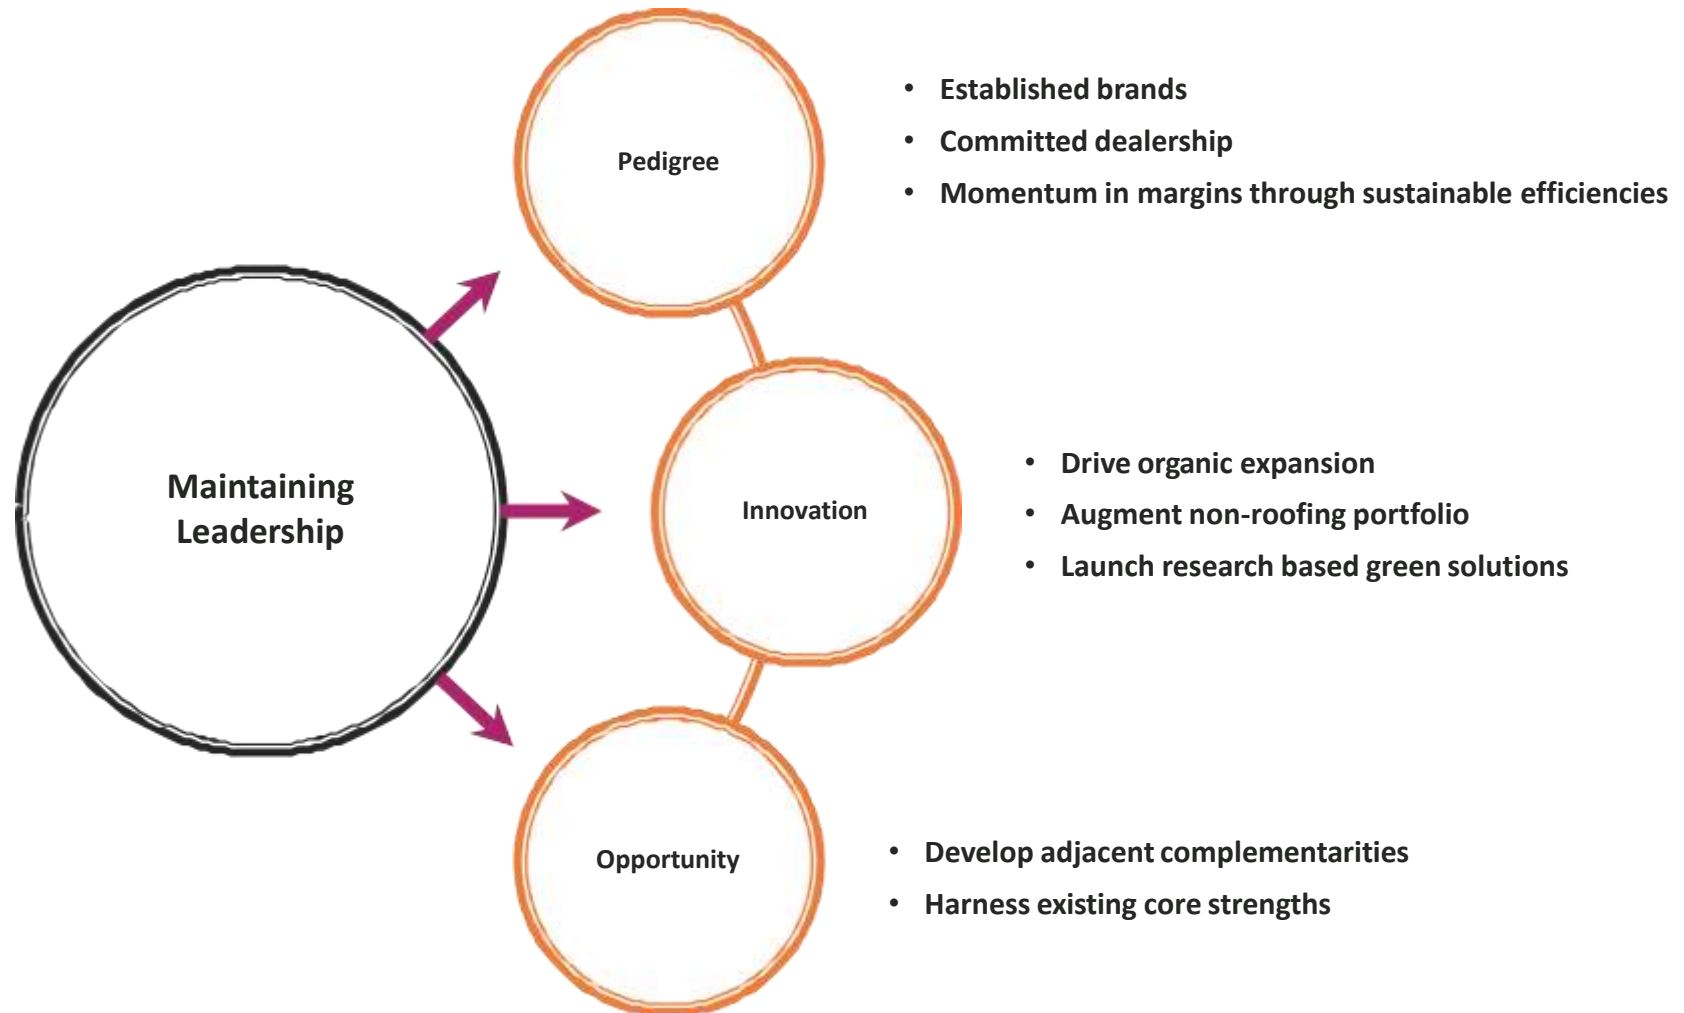 Pedigree
• Established brands
• Committed dealership
• Momentum in margins through sustainable efficiencies
Maintaining
Leadership
Innovation
• Drive organic expansion
• Augment non-roofing portfolio
• Launch research based green solutions
Opportunity
• Develop adjacent complementarities
• Harness existing core strengths